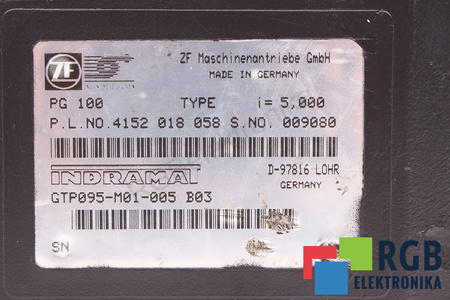 ZF
ZF Maschinenantriebe GmbH
MADE IN GERMANY
PG 100 TYPE i= 5,000
P.L.NO.4152 018 058 S.NO. 009080
INDRAMAT
D-97816 LOHR
GERMANY
GTP095-M01-005 B03
SN
RGB
ELEKTRONIKA